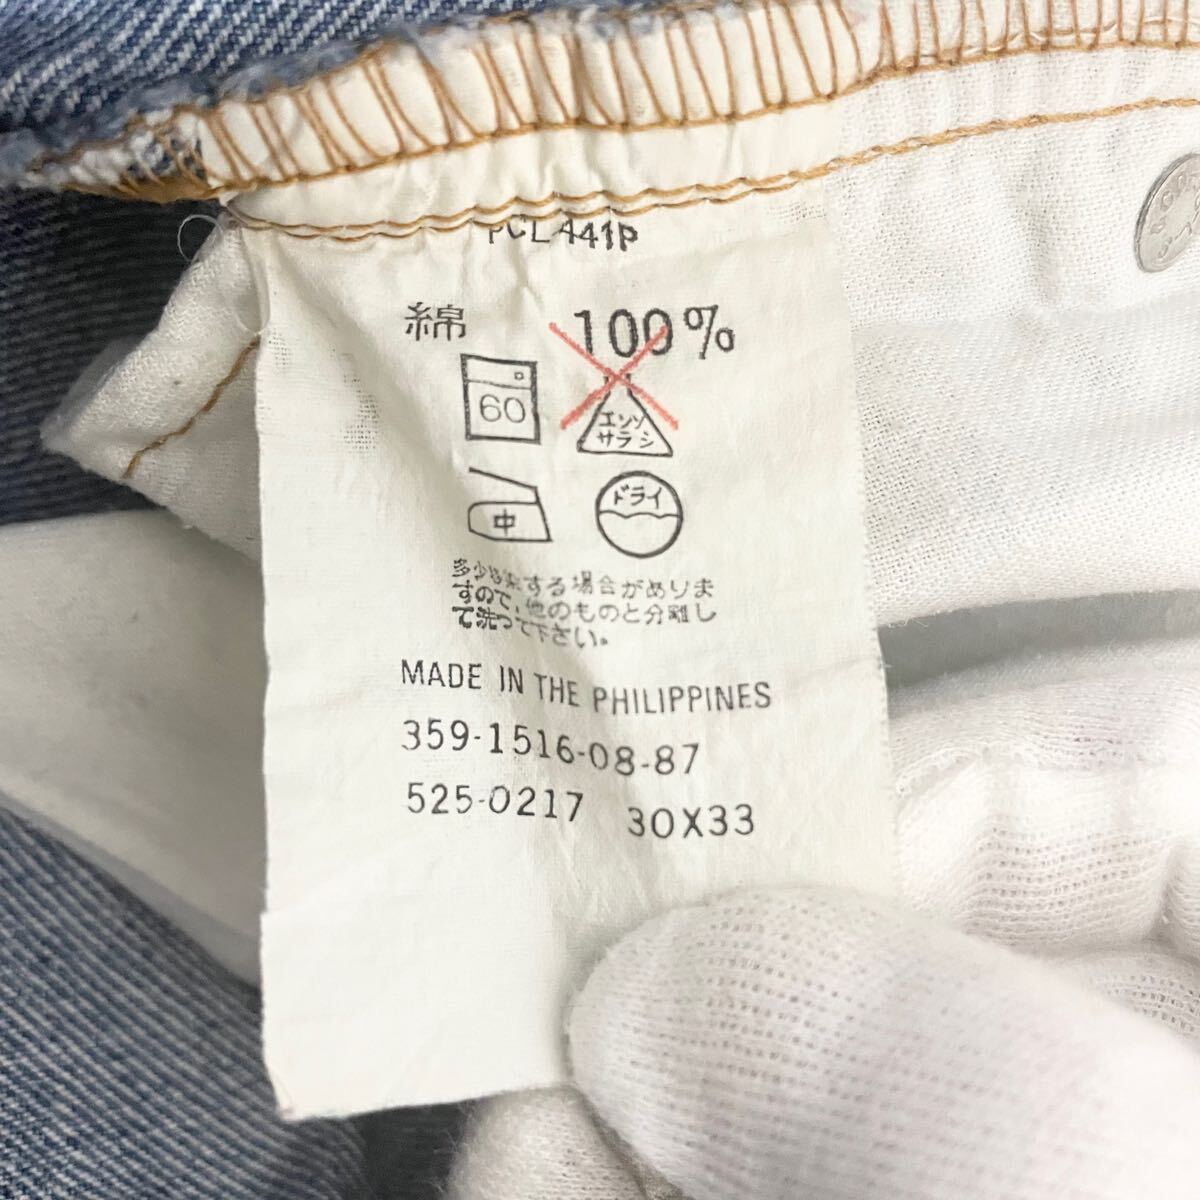 PCL 441P
綿 100%
60
エンソ
サラシ
中
ドライ
多少移染する場合がありま
すので、他のものと分離し
て洗って下さい。
MADE IN THE PHILIPPINES
359-1516-08-87
525-0217 30X33